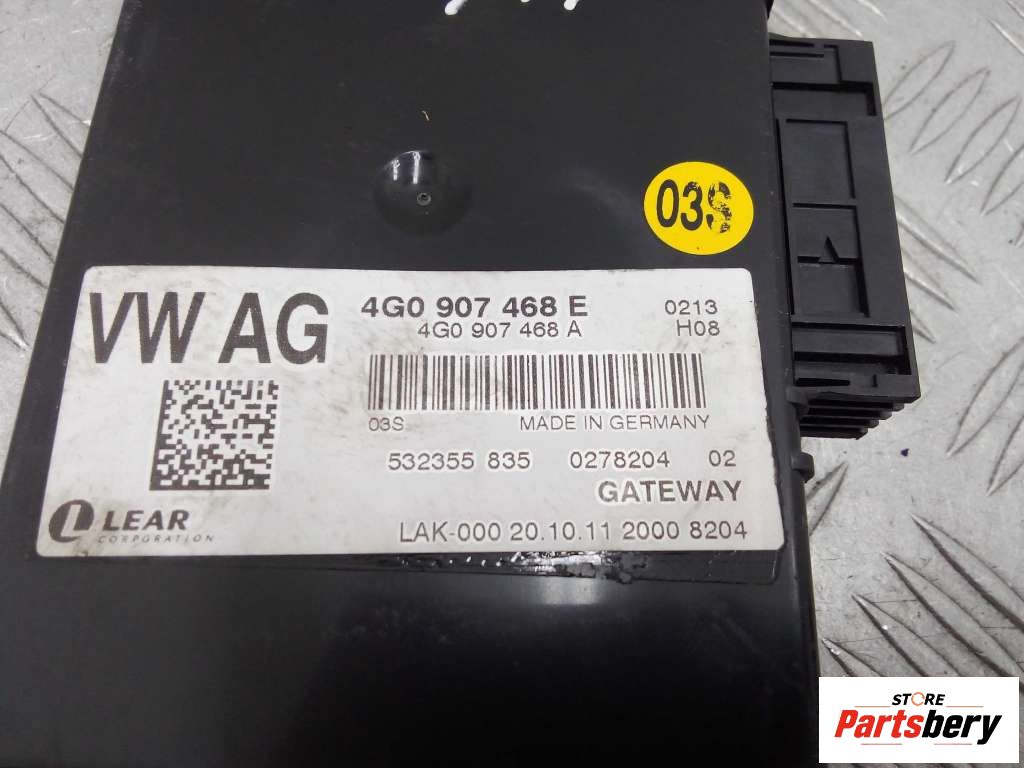 03S
VW AG
4G0 907 468 E
0213
4G0 907 468 A
H08
03S
MADE IN GERMANY
532355 835
0278204
02
GATEWAY
LEAR
CORPORATION
LAK-000 20.10.11 2000 8204
STORE
Partsbery